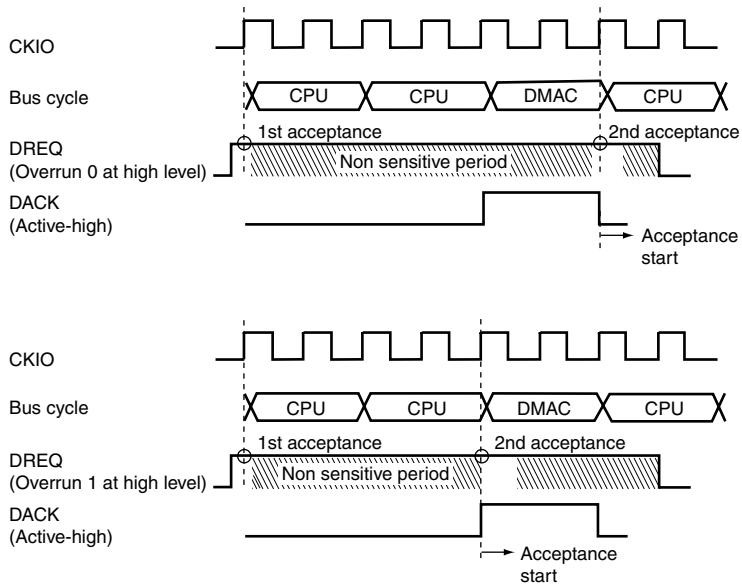 CKIO
Bus cycle
CPU CPU DMAC CPU
1st acceptance 2nd acceptance
DREQ
(Overrun 0 at high level)
Non sensitive period
DACK
(Active-high)
Acceptance
start
CKIO
Bus cycle
CPU CPU DMAC CPU
1st acceptance 2nd acceptance
DREQ
(Overrun 1 at high level)
Non sensitive period
DACK
(Active-high)
Acceptance
start